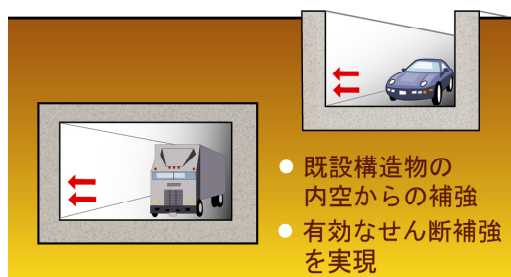 ● 既設構造物の
内空からの補強
● 有効なせん断補強
を実現